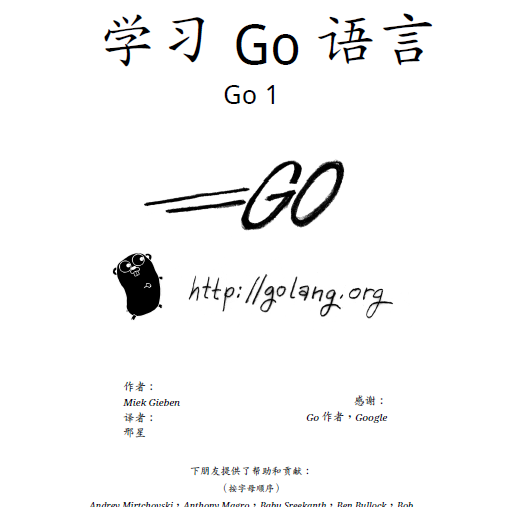 学习 Go 语言
Go 1
GO
http://golang.org
作者：
Miek Gieben
译者：
邢星
感谢：
Go 作者，Google
下朋友提供了帮助和贡献：
（按字母顺序）
Andrey Mirtchovski，Anthony Magro，Babu Sreekanth，Ben Bullock，Bob